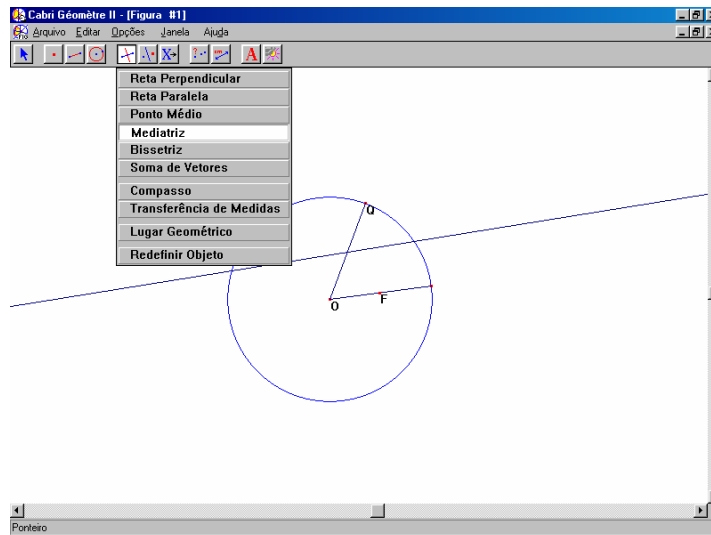 Cabri Géomètre II - [Figura #1]
Arquivo Editar Opções Janela Ajuda
A
Reta Perpendicular
Reta Paralela
Ponto Médio
Mediatriz
Bissetriz
Soma de Vetores
Compasso
Transferência de Medidas
Lugar Geométrico
Redefinir Objeto
Q
F
O
Ponteiro